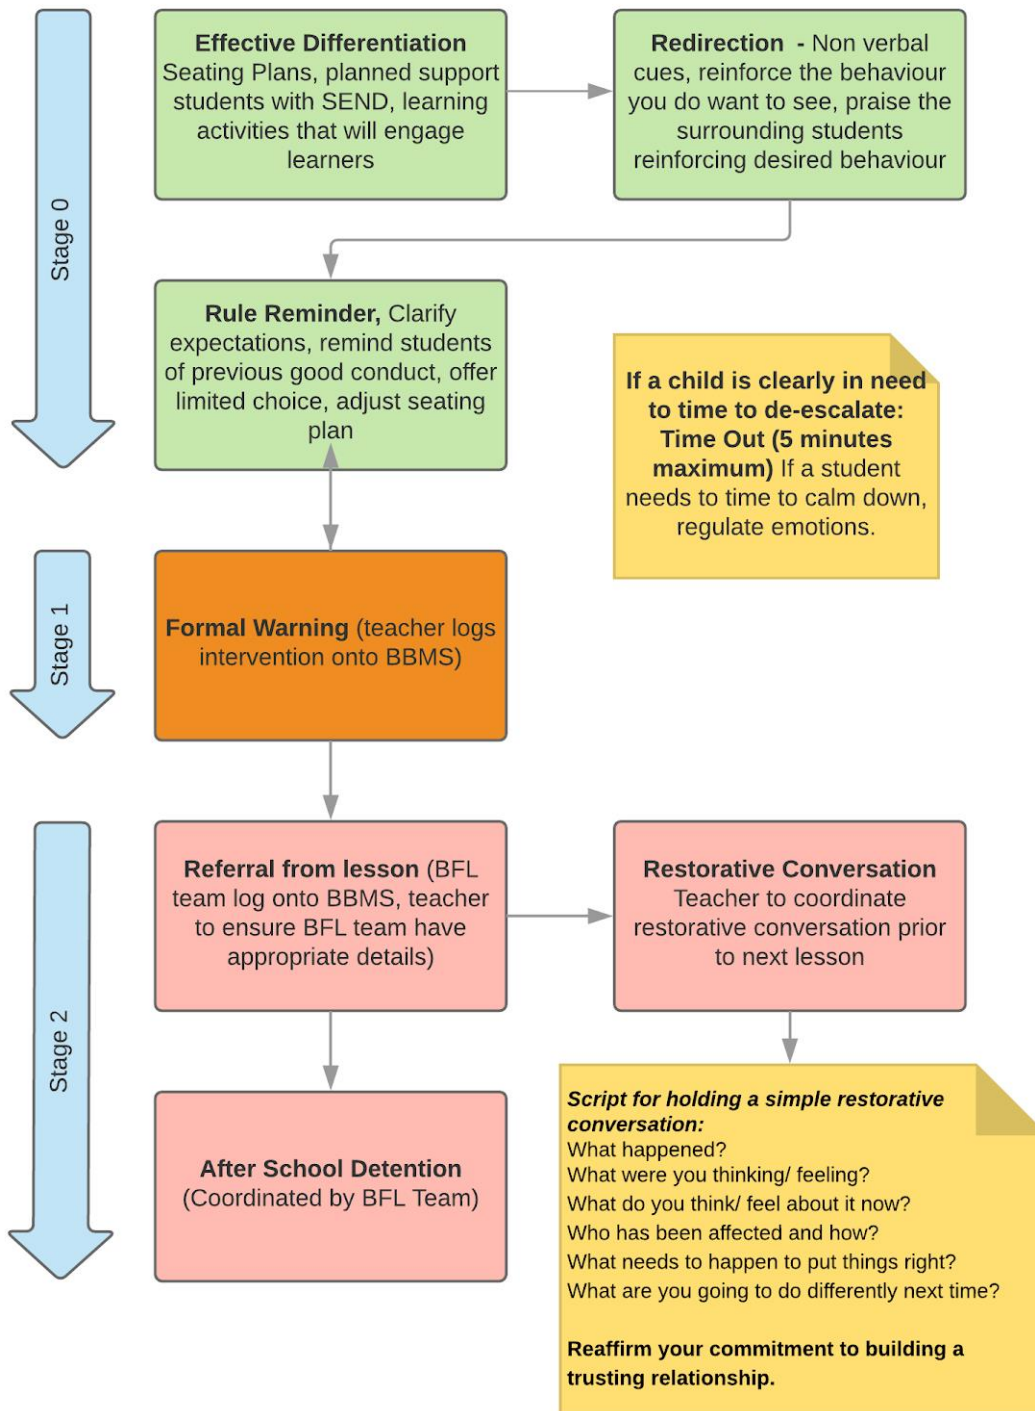 Stage 0
Effective Differentiation
Seating Plans, planned support
students with SEND, learning
activities that will engage
learners
Redirection - Non verbal
cues, reinforce the behaviour
you do want to see, praise the
surrounding students
reinforcing desired behaviour
Rule Reminder, Clarify
expectations, remind students
of previous good conduct, offer
limited choice, adjust seating
plan
If a child is clearly in need
to time to de-escalate:
Time Out (5 minutes
maximum) If a student
needs to time to calm down,
regulate emotions.
Stage 1
Formal Warning (teacher logs
intervention onto BBMS)
Stage 2
Referral from lesson (BFL
team log onto BBMS, teacher
to ensure BFL team have
appropriate details)
Restorative Conversation
Teacher to coordinate
restorative conversation prior
to next lesson
After School Detention
(Coordinated by BFL Team)
Script for holding a simple restorative
conversation:
What happened?
What were you thinking/ feeling?
What do you think/ feel about it now?
Who has been affected and how?
What needs to happen to put things right?
What are you going to do differently next time?
Reaffirm your commitment to building a
trusting relationship.